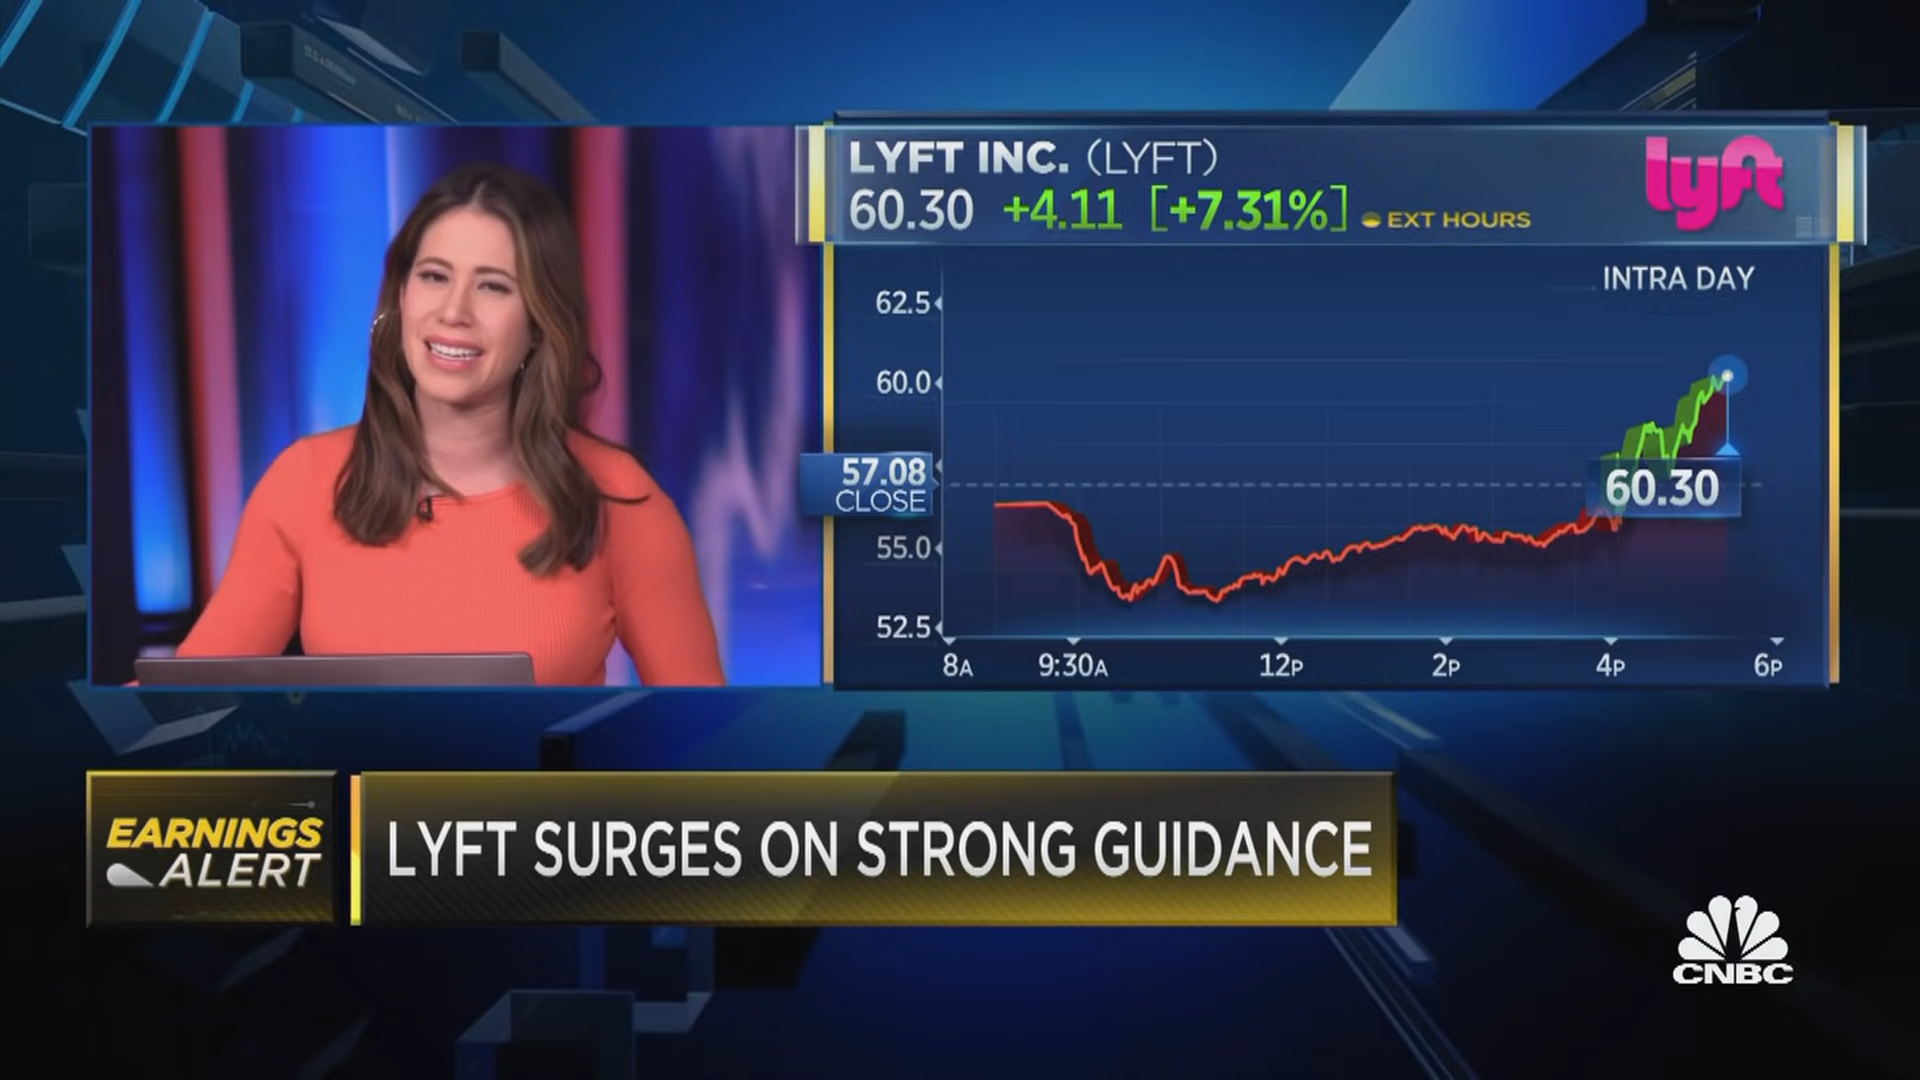 LYFT INC. (LYFT)
60.30 +4.11 [+7.31%] EXT HOURS
lyft
INTRA DAY
62.5
60.0
57.08
CLOSE
55.0
52.5
60.30
8A 9:30A 12P 2P 4P 6P
EARNINGS
ALERT
LYFT SURGES ON STRONG GUIDANCE
CNBC